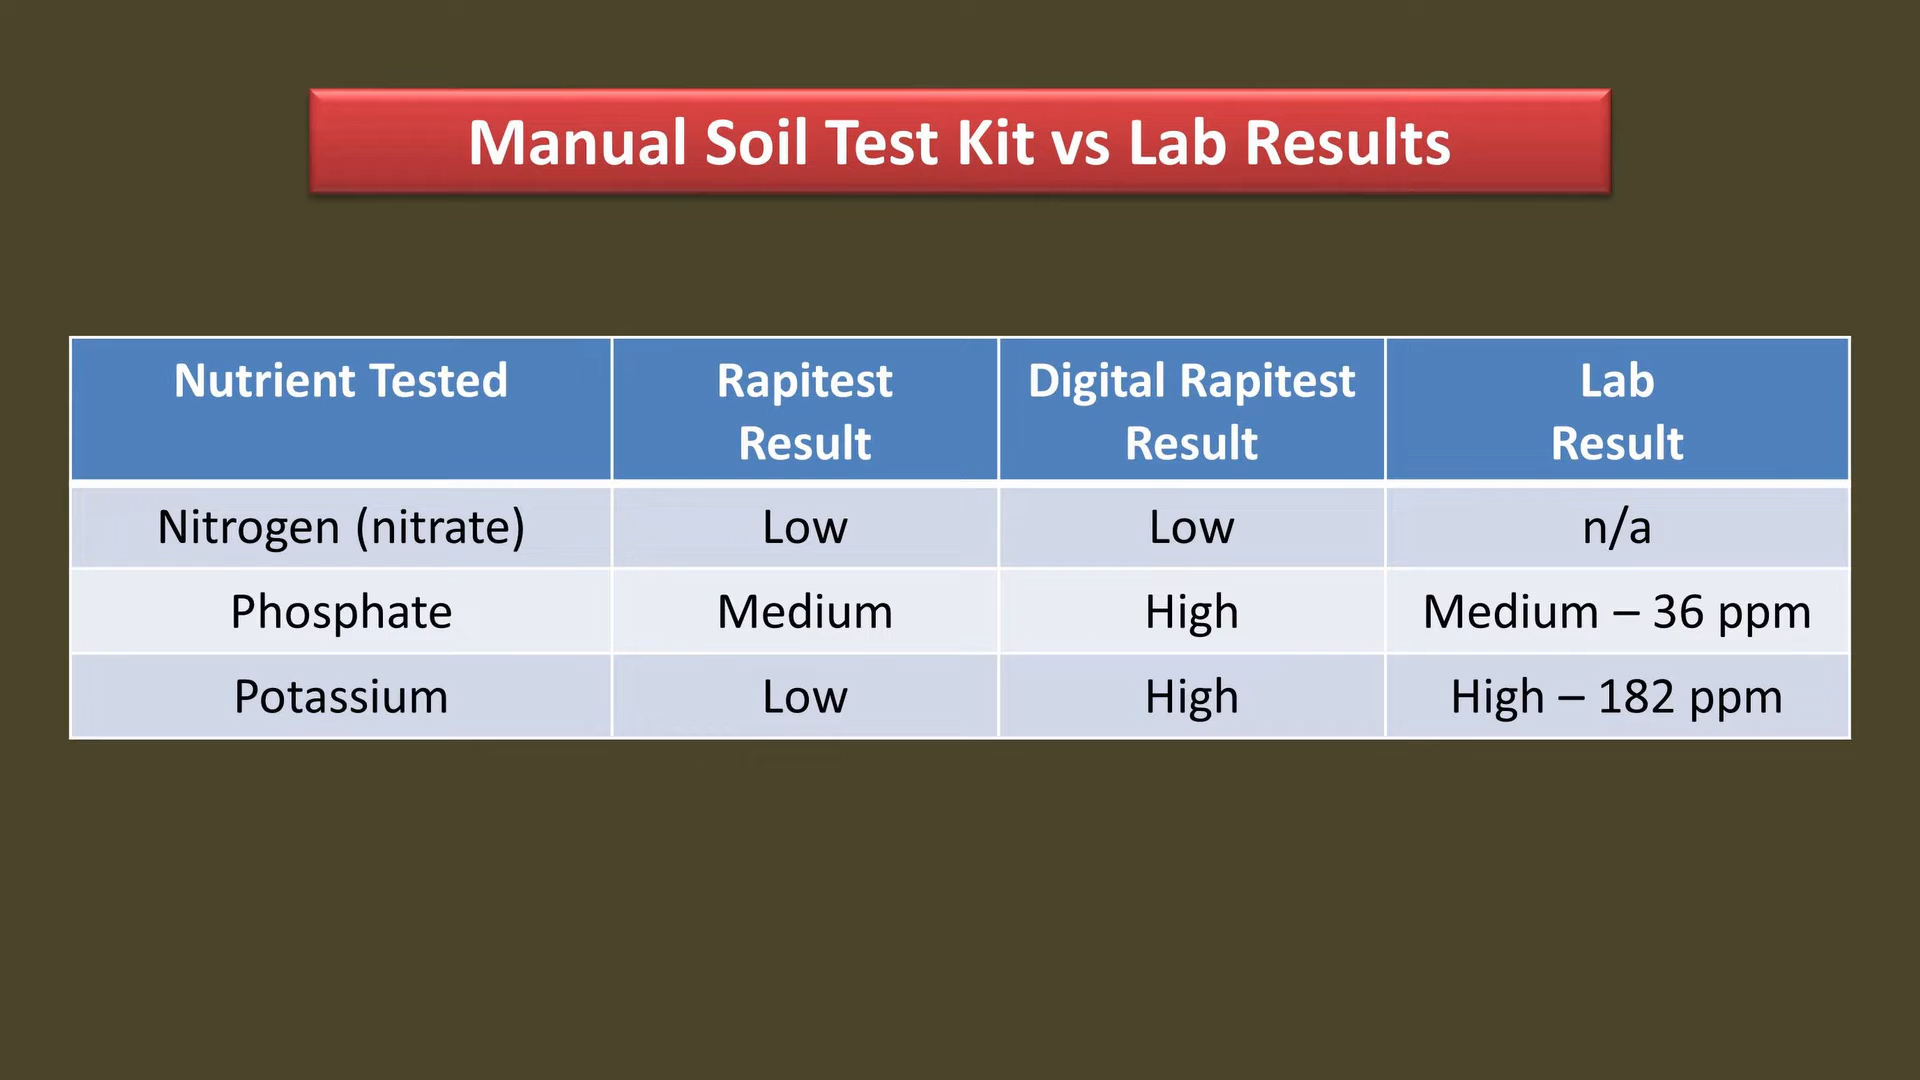 Manual Soil Test Kit vs Lab Results
Nutrient Tested
Rapitest
Result
Digital Rapitest
Result
Lab
Result
Nitrogen (nitrate)
Low
Low
n/a
Phosphate
Medium
High
Medium – 36 ppm
Potassium
Low
High
High – 182 ppm